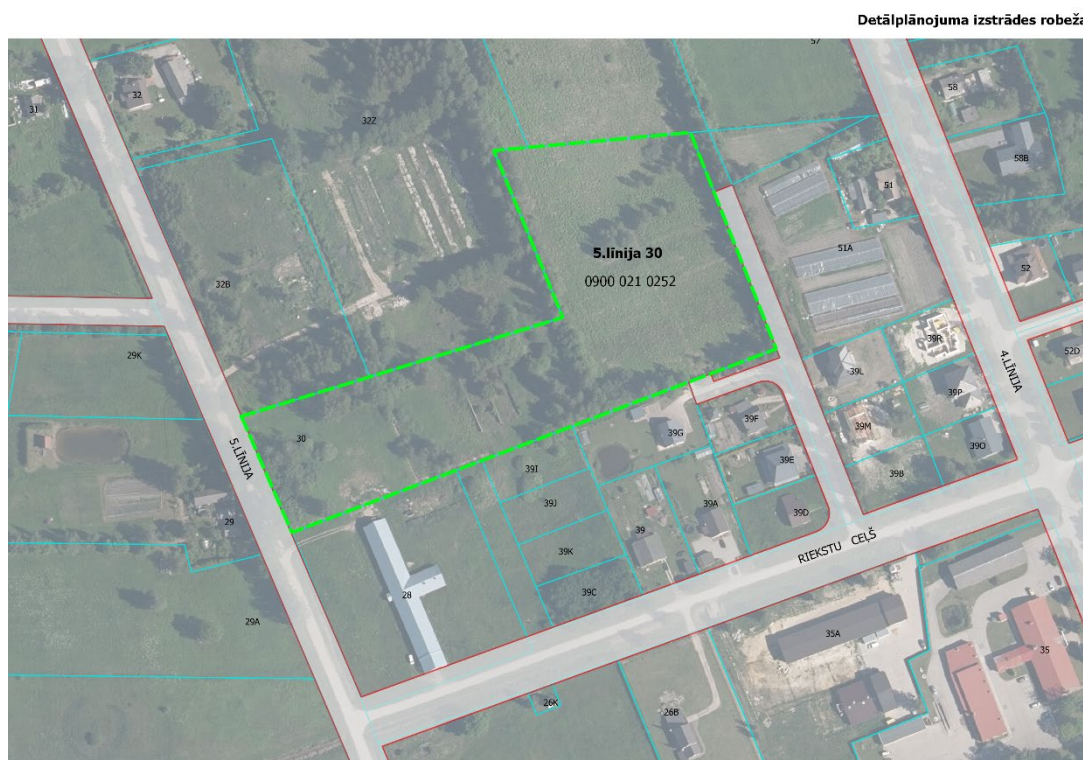 Detālplānojuma izstrādes robeža
57
32
31
58
32Z
58B
51
5.līnija 30
51A
52
0900 021 0252
32B
39R
52D
29K
39L
4.LĪNIJA
39P
30
39G
39F
39M
39O
5.LĪNIJA
39I
39E
39B
39J
39A
39D
29
39
39K
RIEKSTU CEĻŠ
28
39C
29A
35A
35
26K
26B